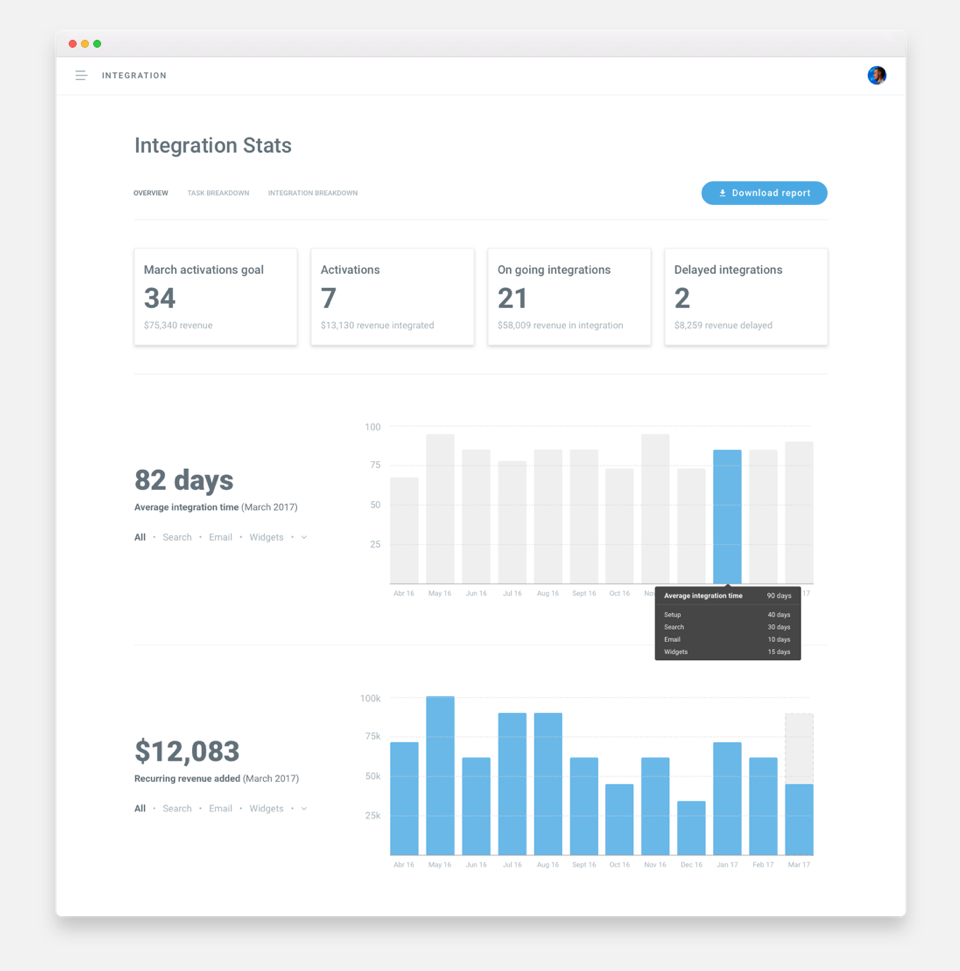 INTEGRATION
Integration Stats
OVERVIEW TASK BREAKDOWN INTEGRATION BREAKDOWN
Download report
March activations goal
34
$75,340 revenue
Activations
7
$13,130 revenue integrated
On going integrations
21
$58,009 revenue in integration
Delayed integrations
2
$8,259 revenue delayed
82 days
Average integration time (March 2017)
All • Search • Email • Widgets •
100
75
50
25
Abr 16 May 16 Jun 16 Jul 16 Aug 16 Sept 16 Oct 16 No 17
Average integration time 90 days
Setup 40 days
Search 30 days
Email 10 days
Widgets 15 days
$12,083
Recurring revenue added (March 2017)
All • Search • Email • Widgets •
100k
75k
50k
25k
Abr 16 May 16 Jun 16 Jul 16 Aug 16 Sept 16 Oct 16 Nov 16 Dec 16 Jan 17 Feb 17 Mar 17